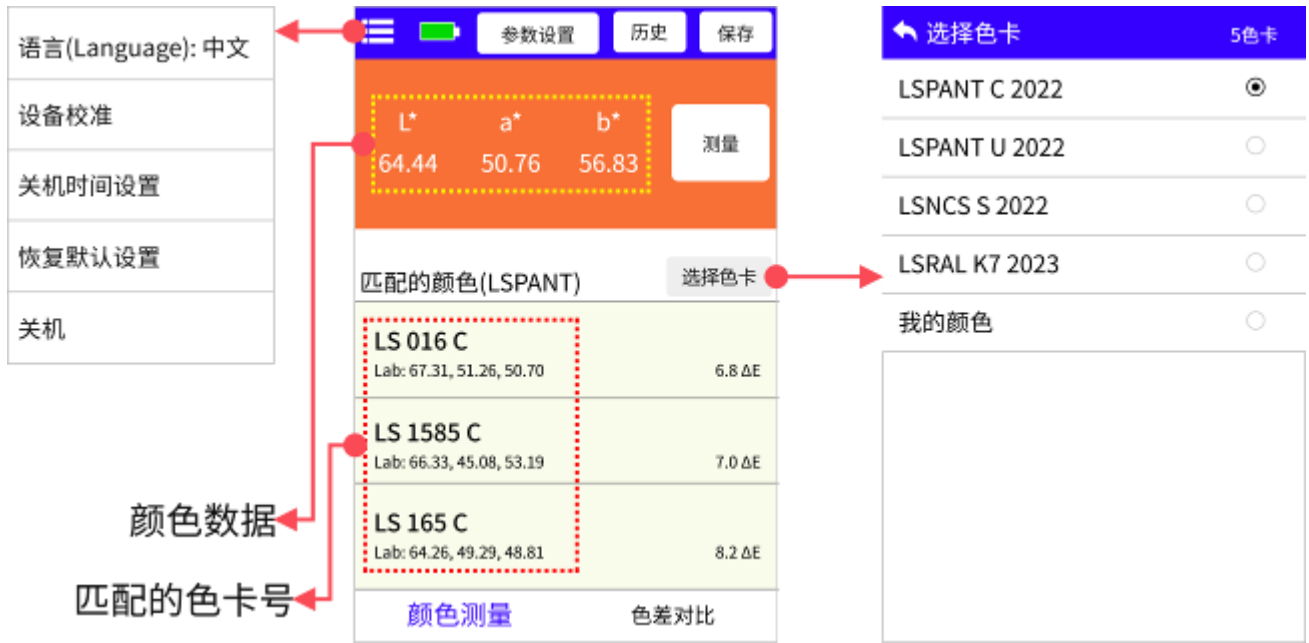 语言(Language): 中文
设备校准
关机时间设置
恢复默认设置
关机
参数设置
历史
保存
L* a* b*
64.44 50.76 56.83
测量
匹配的颜色(LSPANT)
选择色卡
LS 016 C
Lab: 67.31, 51.26, 50.70 6.8 ΔE
LS 1585 C
Lab: 66.33, 45.08, 53.19 7.0 ΔE
LS 165 C
Lab: 64.26, 49.29, 48.81 8.2 ΔE
颜色测量 色差对比
颜色数据
匹配的色卡号
选择色卡 5色卡
LSPANT C 2022
LSPANT U 2022
LSNCS S 2022
LSRAL K7 2023
我的颜色